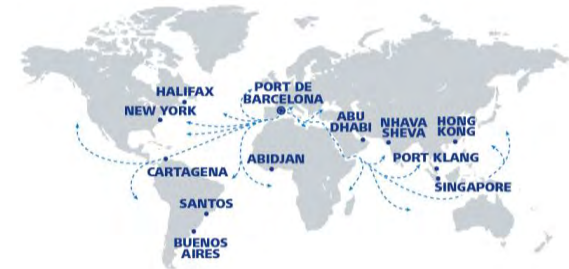 HALIFAX
NEW YORK
PORT DE
BARCELONA
ABU
DHABI
NHAVA
SHEVA
HONG
KONG
CARTAGENA
ABIDJAN
PORT KLANG
SINGAPORE
SANTOS
BUENOS
AIRES